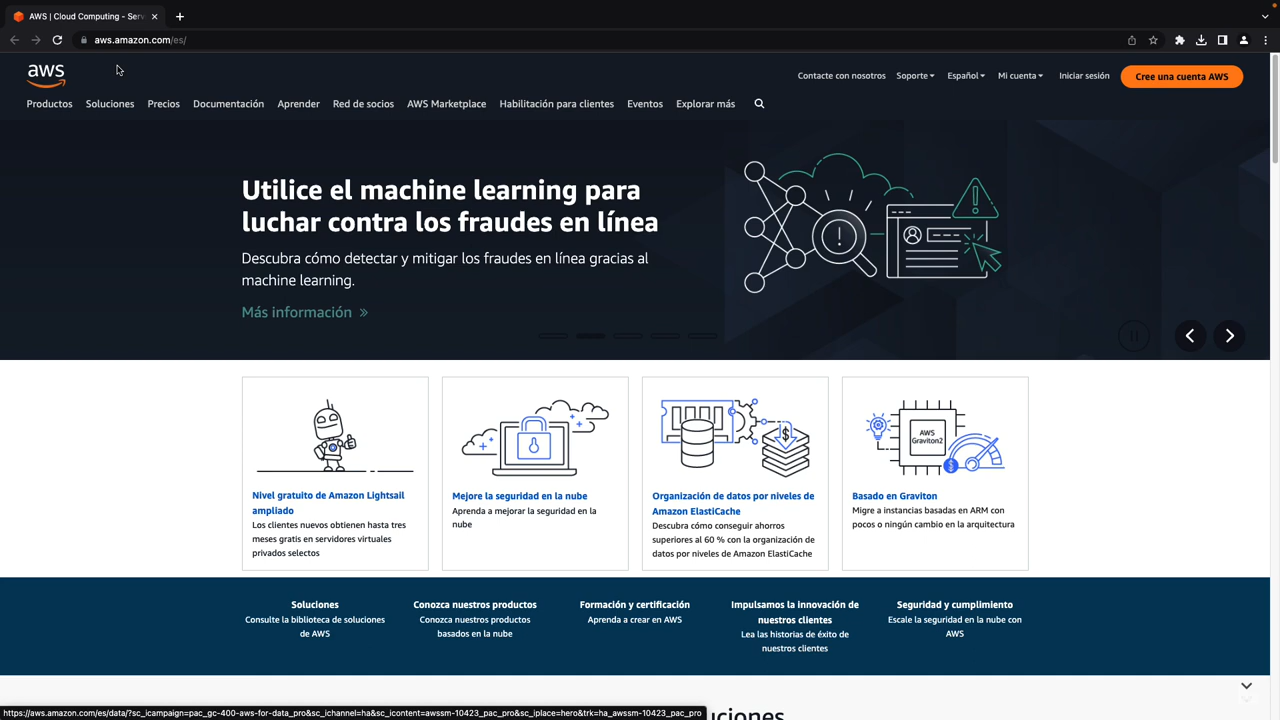 AWS | Cloud Computing - Serv
aws.amazon.com/es/
aws
Contacte con nosotros
Soporte
Español
Mi cuenta
Iniciar sesión
Cree una cuenta AWS
Productos
Soluciones
Precios
Documentación
Aprender
Red de socios
AWS Marketplace
Habilitación para clientes
Eventos
Explorar más
Utilice el machine learning para
luchar contra los fraudes en línea
Descubra cómo detectar y mitigar los fraudes en línea gracias al
machine learning.
Más información »
AWS
Graviton2
Nivel gratuito de Amazon Lightsail
ampliado
Los clientes nuevos obtienen hasta tres
meses gratis en servidores virtuales
privados selectos
Mejore la seguridad en la nube
Aprenda a mejorar la seguridad en la
nube
Organización de datos por niveles de
Amazon ElastiCache
Descubra cómo conseguir ahorros
superiores al 60 % con la organización de
datos por niveles de Amazon ElastiCache
Basado en Graviton
Migre a instancias basadas en ARM con
pocos o ningún cambio en la arquitectura
Soluciones
Consulte la biblioteca de soluciones
de AWS
Conozca nuestros productos
Conozca nuestros productos
basados en la nube
Formación y certificación
Aprenda a crear en AWS
Impulsamos la innovación de
nuestros clientes
Lea las historias de éxito de
nuestros clientes
Seguridad y cumplimiento
Escale la seguridad en la nube con
AWS
https://aws.amazon.com/es/data/?sc_icampaign=pac_gc-400-aws-for-data_pro&sc_ichannel=ha&sc_icontent=awssm-10423_pac_pro&sc_iplace=hero&trk=ha_awssm-10423_pac_pro
uciones